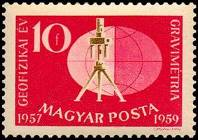 GEOFIZIKAI ÉV
10 f
GRAVIMETRIA
1957
MAGYAR POSTA
1959